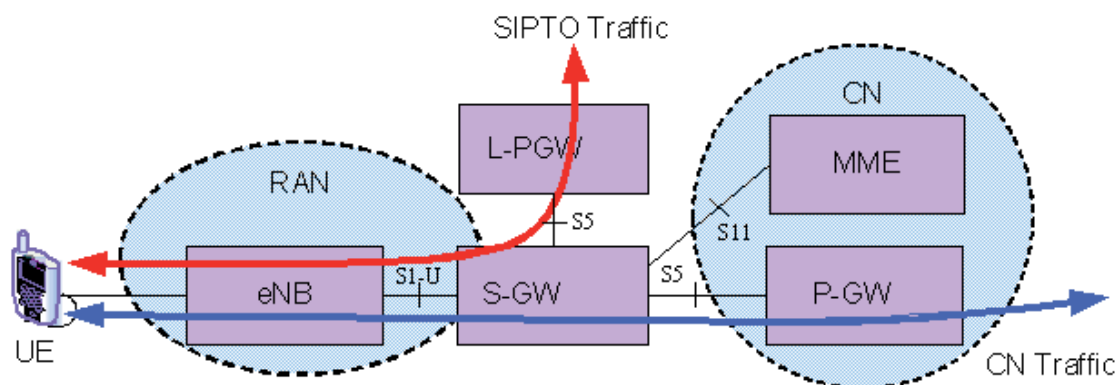 SIPTO Traffic
CN
L-PGW
MME
RAN
S5
S11
S1-U
S5
eNB
S-GW
P-GW
UE
CN Traffic